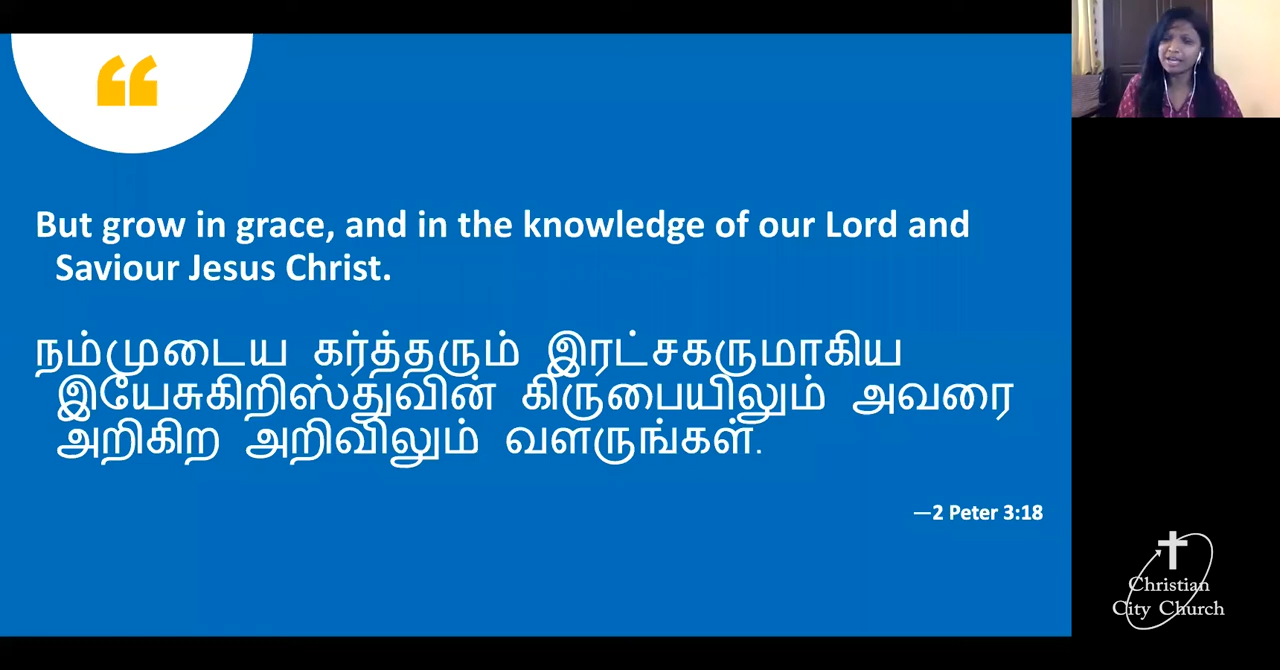 But grow in grace, and in the knowledge of our Lord and
Saviour Jesus Christ.
நம்முடைய கர்த்தரும் இரட்சகருமாகிய
இயேசுகிறிஸ்துவின் கிருபையிலும் அவரை
அறிகிற அறிவிலும் வளருங்கள்.
—2 Peter 3:18
Christian
City Church